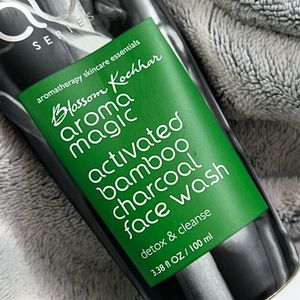 SERIES
aromatherapy skincare essentials
Blossom Kochhar
aroma
magic
activated
bamboo
charcoal
face wash
detox & cleanse
3.38 fl OZ / 100 ml